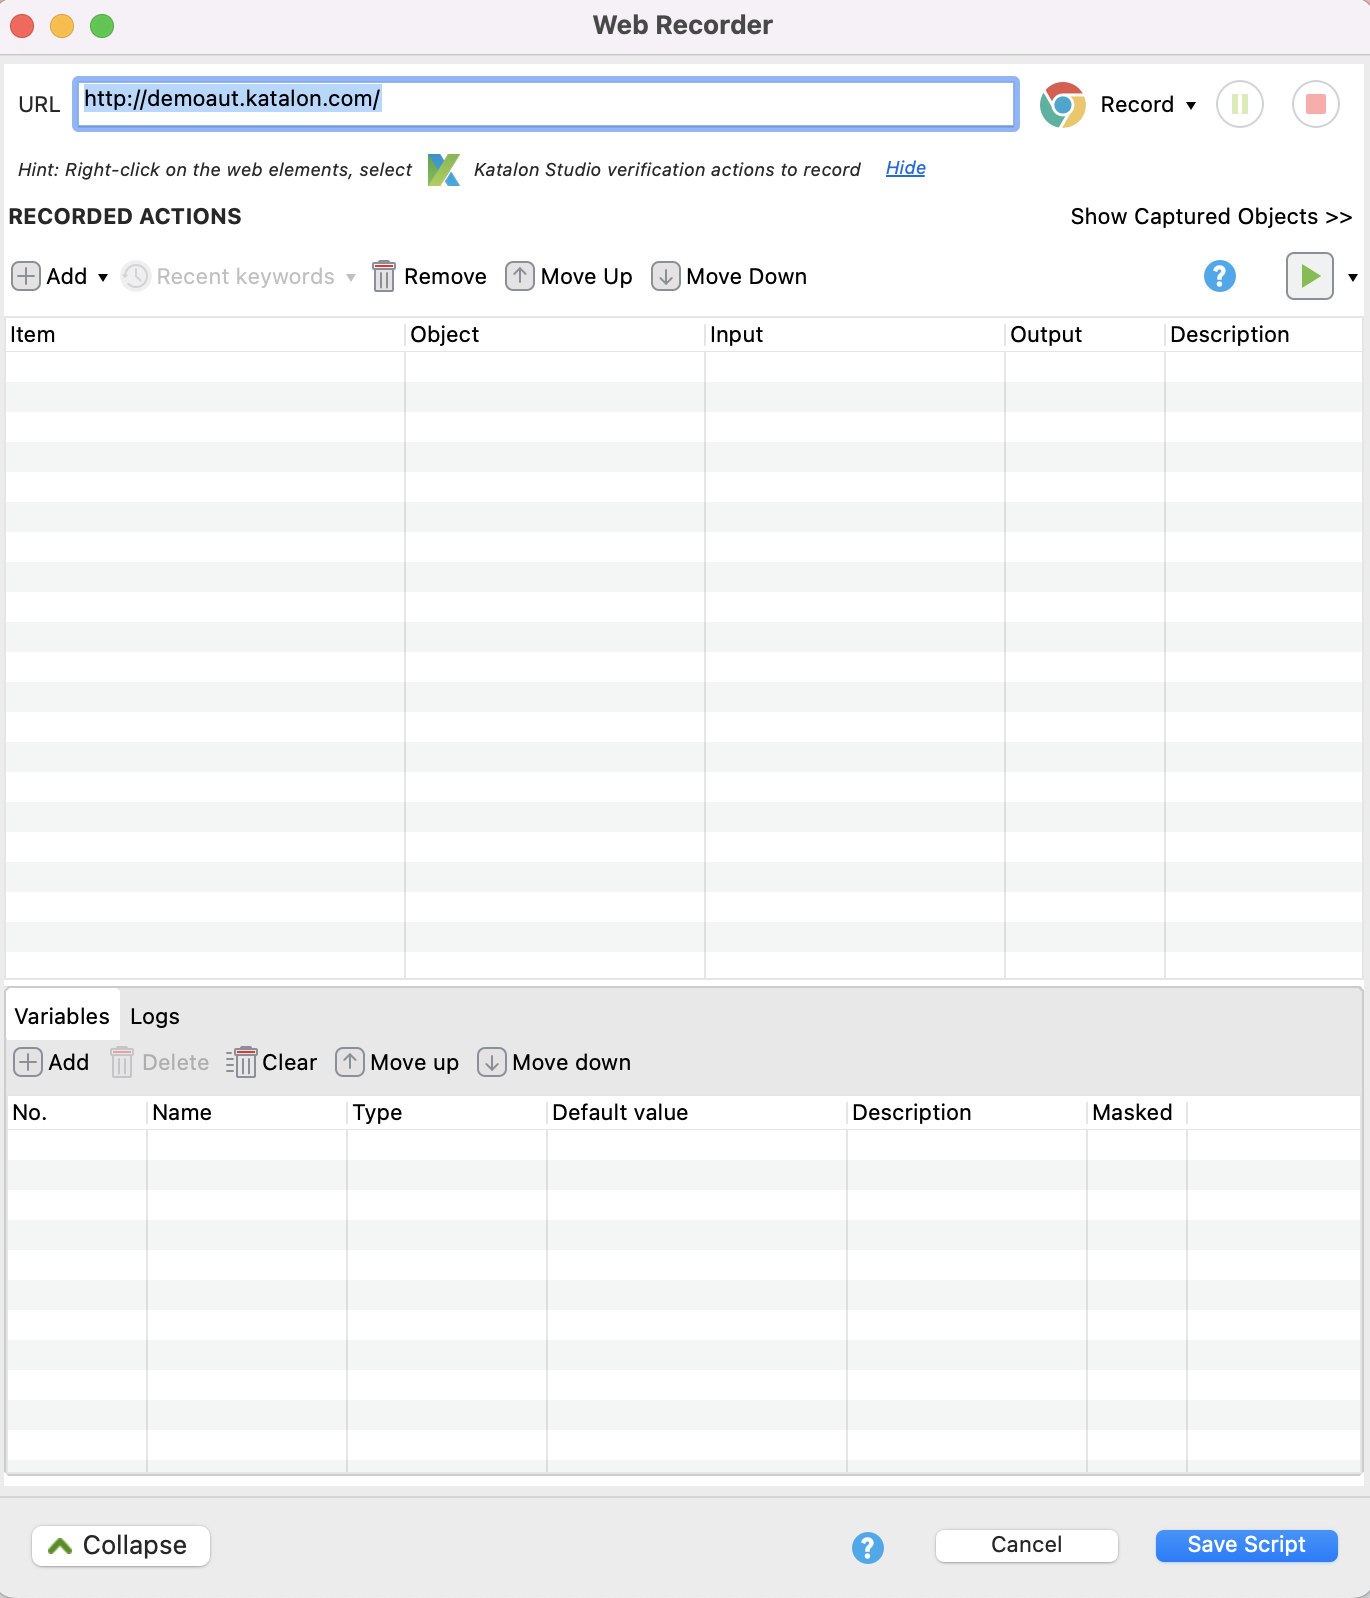 Web Recorder
URL http://demoaut.katalon.com/ Record
Hint: Right-click on the web elements, select Katalon Studio verification actions to record Hide
RECORDED ACTIONS Show Captured Objects >>
Add Recent keywords Remove Move Up Move Down ?
Item Object Input Output Description
Variables Logs
Add Delete Clear Move up Move down
No. Name Type Default value Description Masked
Collapse ? Cancel Save Script